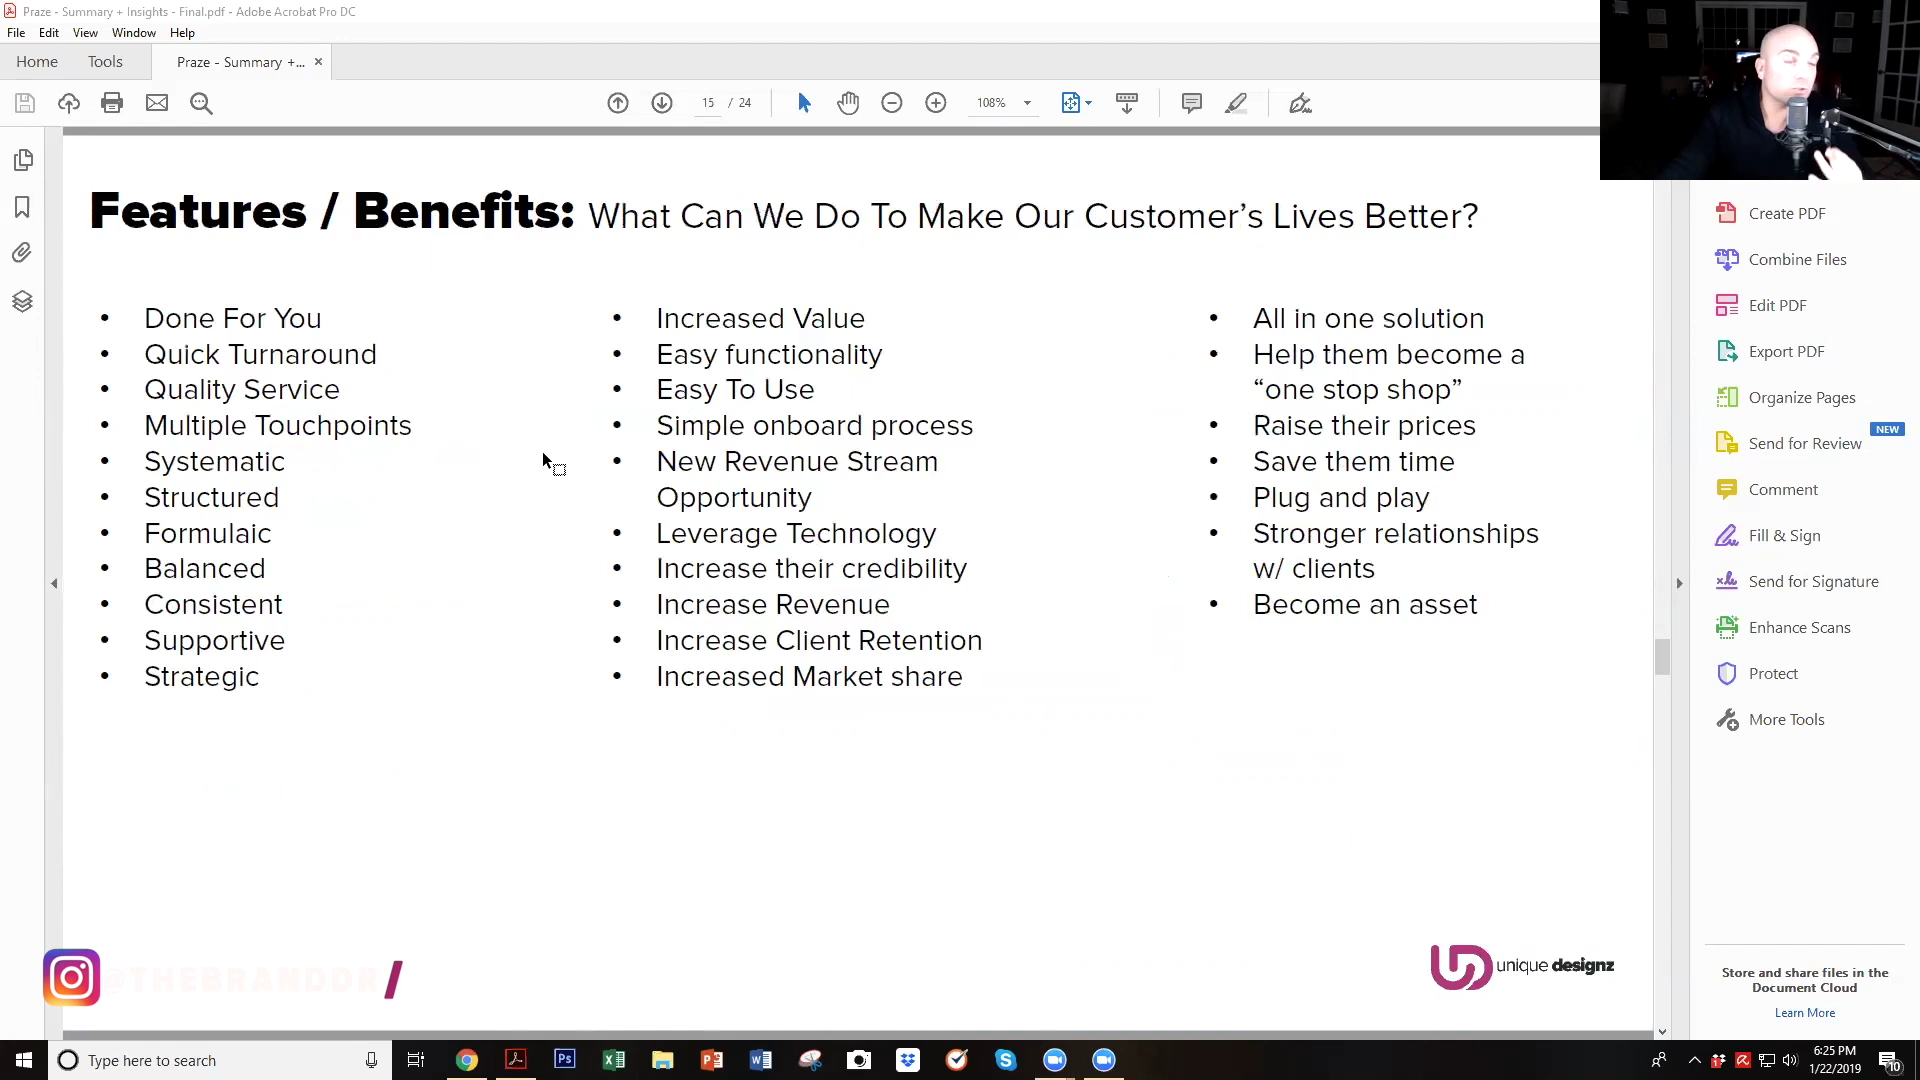 Praze - Summary + Insights - Final.pdf - Adobe Acrobat Pro DC
File Edit View Window Help
Home Tools Praze - Summary +... ×
15 / 24 108%
Features / Benefits: What Can We Do To Make Our Customer's Lives Better?
• Done For You
• Quick Turnaround
• Quality Service
• Multiple Touchpoints
• Systematic
• Structured
• Formulaic
• Balanced
• Consistent
• Supportive
• Strategic
• Increased Value
• Easy functionality
• Easy To Use
• Simple onboard process
• New Revenue Stream
Opportunity
• Leverage Technology
• Increase their credibility
• Increase Revenue
• Increase Client Retention
• Increased Market share
• All in one solution
• Help them become a
“one stop shop”
• Raise their prices
• Save them time
• Plug and play
• Stronger relationships
w/ clients
• Become an asset
@THEBRANDDR
unique designz
Create PDF
Combine Files
Edit PDF
Export PDF
Organize Pages
Send for Review NEW
Comment
Fill & Sign
Send for Signature
Enhance Scans
Protect
More Tools
Store and share files in the
Document Cloud
Learn More
Type here to search
6:25 PM
1/22/2019
10